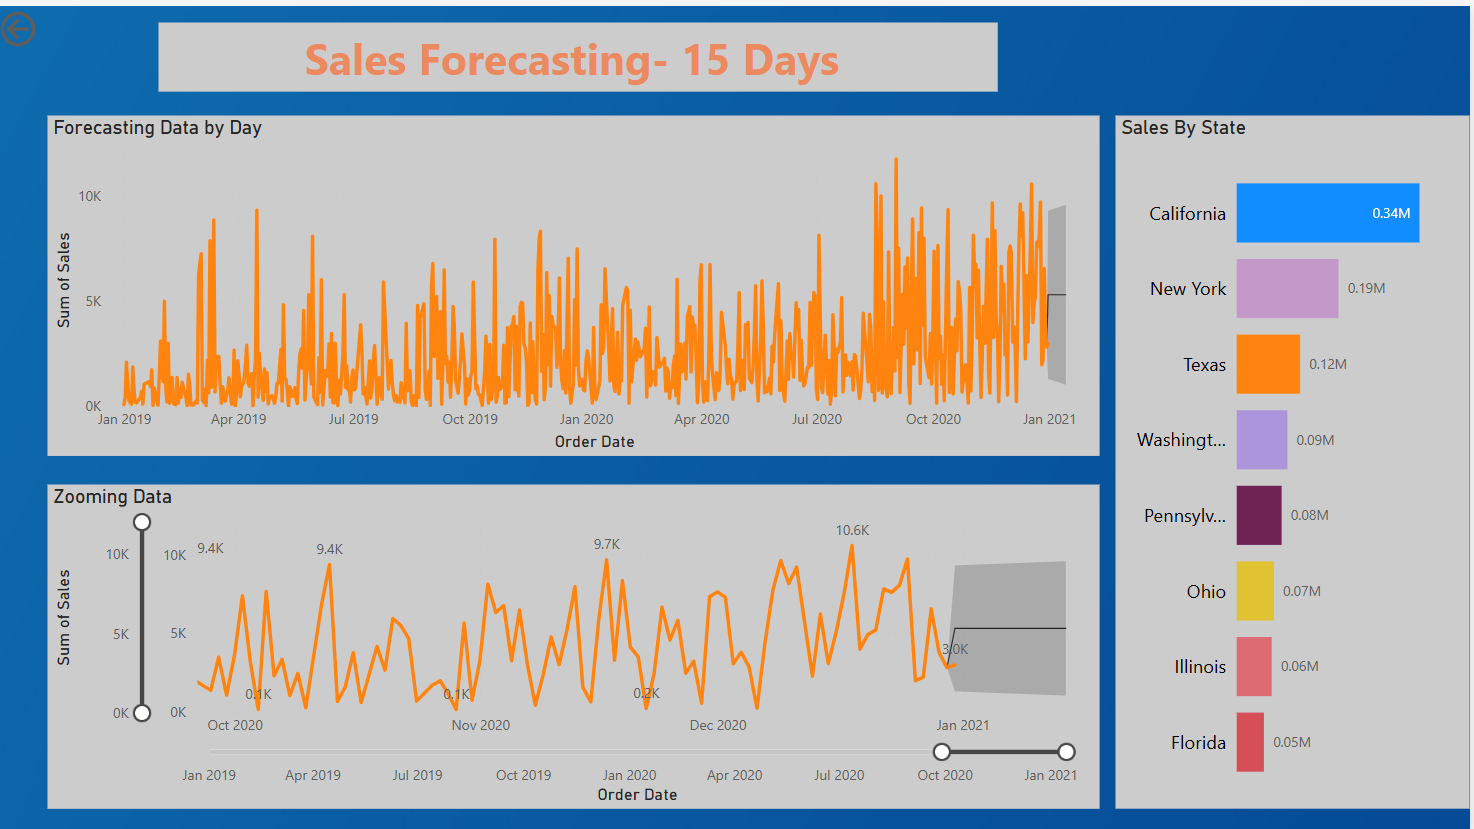 Sales Forecasting- 15 Days
Forecasting Data by Day
10K
5K
0K
Sum of Sales
Jan 2019 Apr 2019 Jul 2019 Oct 2019 Jan 2020 Apr 2020 Jul 2020 Oct 2020 Jan 2021
Order Date
Sales By State
California 0.34M
New York 0.19M
Texas 0.12M
Washingt... 0.09M
Pennsylv... 0.08M
Ohio 0.07M
Illinois 0.06M
Florida 0.05M
Zooming Data
Sum of Sales
10K
5K
0K
10K
5K
0K
9.4K 9.4K 9.7K 10.6K
0.1K 0.1K 0.2K 3.0K
Oct 2020 Nov 2020 Dec 2020 Jan 2021
Jan 2019 Apr 2019 Jul 2019 Oct 2019 Jan 2020 Apr 2020 Jul 2020 Oct 2020 Jan 2021
Order Date